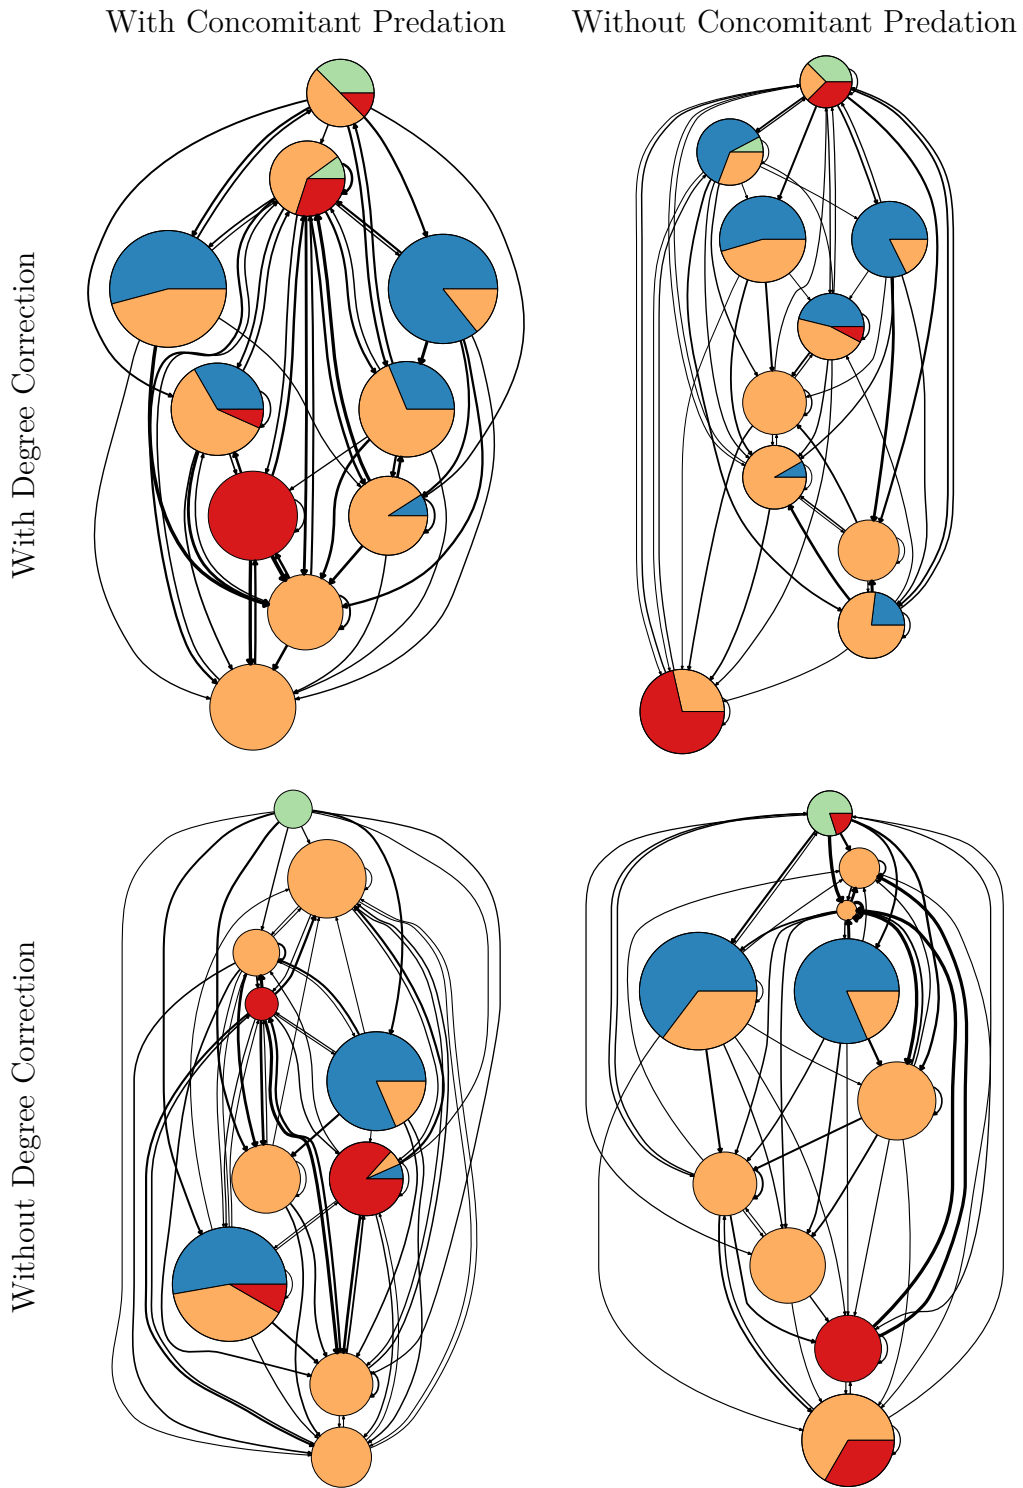 With Concomitant Predation
Without Concomitant Predation
With Degree Correction
Without Degree Correction